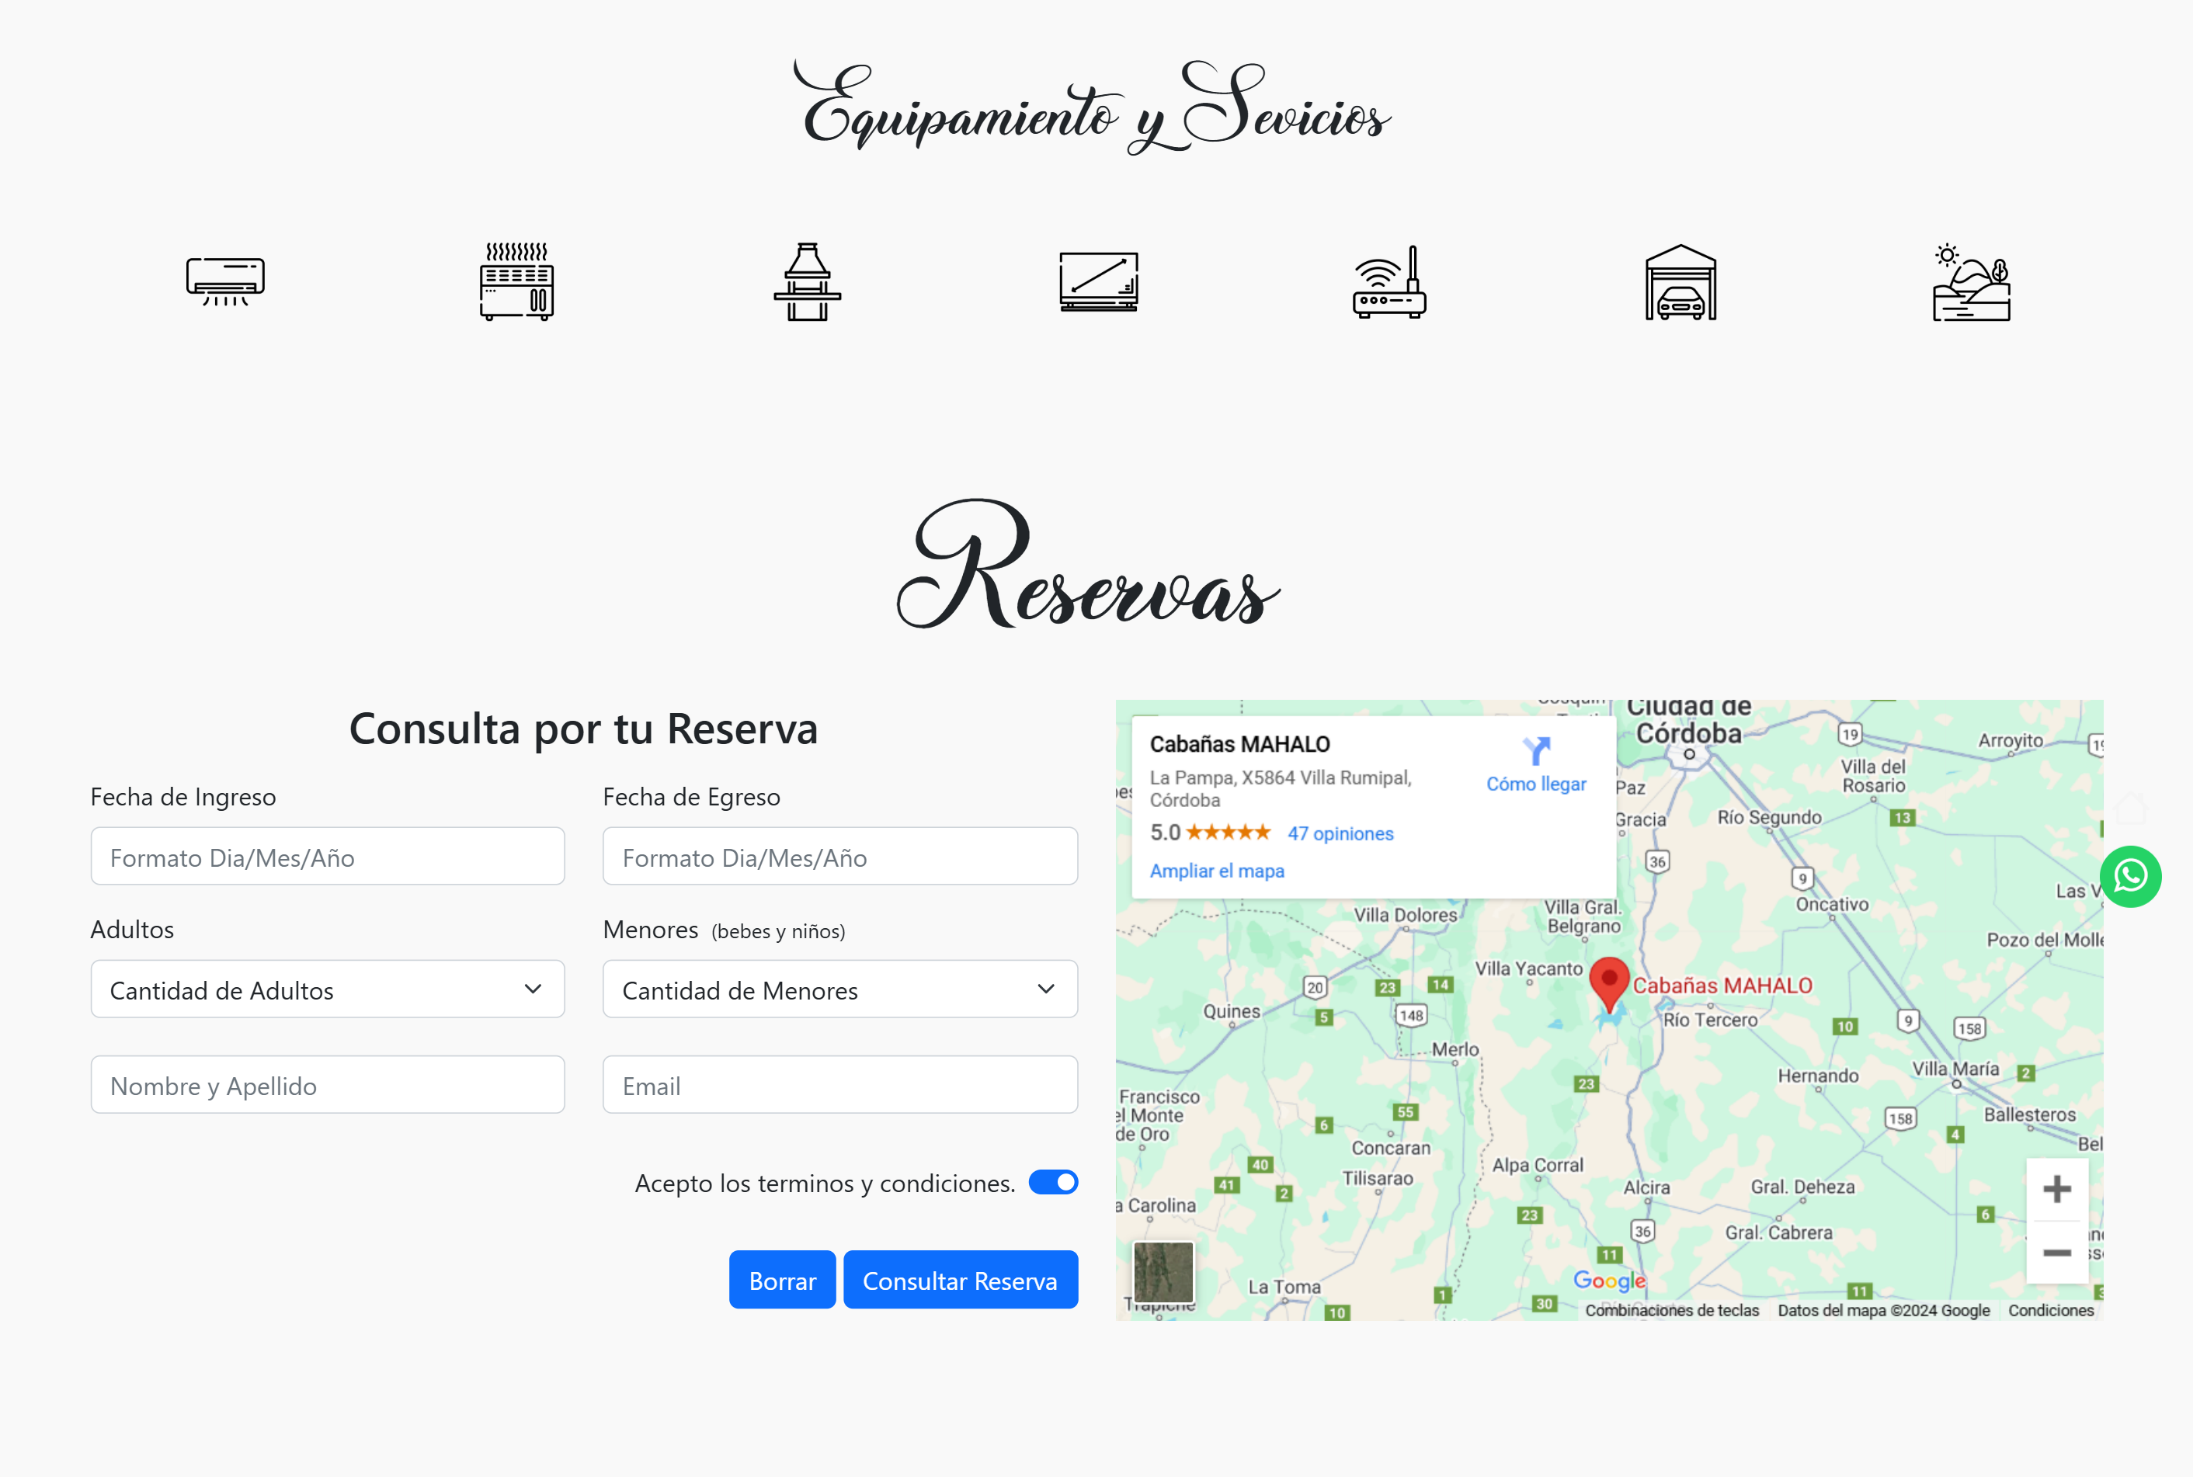 Equipamiento y Sevicios
Reservas
Consulta por tu Reserva
Fecha de Ingreso
Fecha de Egreso
Formato Dia/Mes/Año
Formato Dia/Mes/Año
Adultos
Menores (bebes y niños)
Cantidad de Adultos
Cantidad de Menores
Nombre y Apellido
Email
Acepto los terminos y condiciones.
Borrar
Consultar Reserva
Cabañas MAHALO
La Pampa, X5864 Villa Rumipal,
Córdoba
5.0
47 opiniones
Ampliar el mapa
Cómo llegar
Ciudad de
Córdoba
19
Arroyito
Villa del
Rosario
Paz
Gracia
Río Segundo
13
36
9
Las V
Oncativo
Villa Dolores
Villa Gral.
Belgrano
Pozo del Molle
Villa Yacanto
Cabañas MAHALO
20
23
14
Quines
5
148
Río Tercero
10
9
158
Merlo
23
Hernando
Villa María
2
Francisco
el Monte
de Oro
55
6
158
Ballesteros
4
Bel
Concaran
40
Alpa Corral
41
2
Tilisarao
Alcira
Gral. Deheza
a Carolina
23
36
Gral. Cabrera
6
11
La Toma
Google
1
30
11
10
Trapiche
Combinaciones de teclas
Datos del mapa ©2024 Google
Condiciones